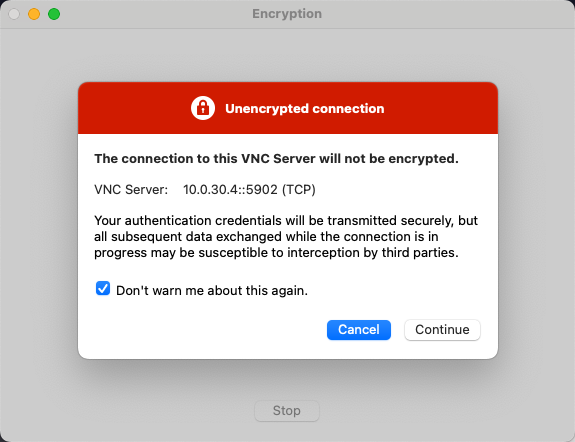 Encryption
Unencrypted connection
The connection to this VNC Server will not be encrypted.
VNC Server: 10.0.30.4::5902 (TCP)
Your authentication credentials will be transmitted securely, but
all subsequent data exchanged while the connection is in
progress may be susceptible to interception by third parties.
Don't warn me about this again.
Cancel Continue
Stop